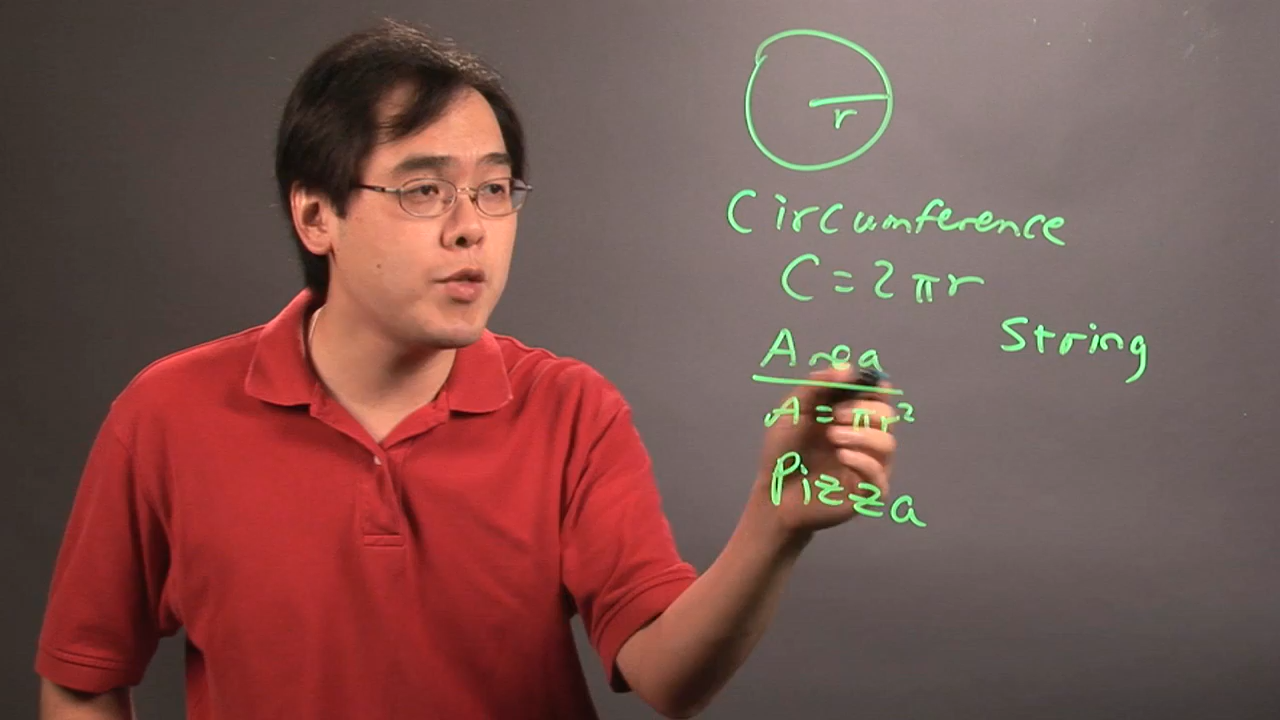 r
Circumference
C = 2πr
String
Area
A = πr²
Pizza